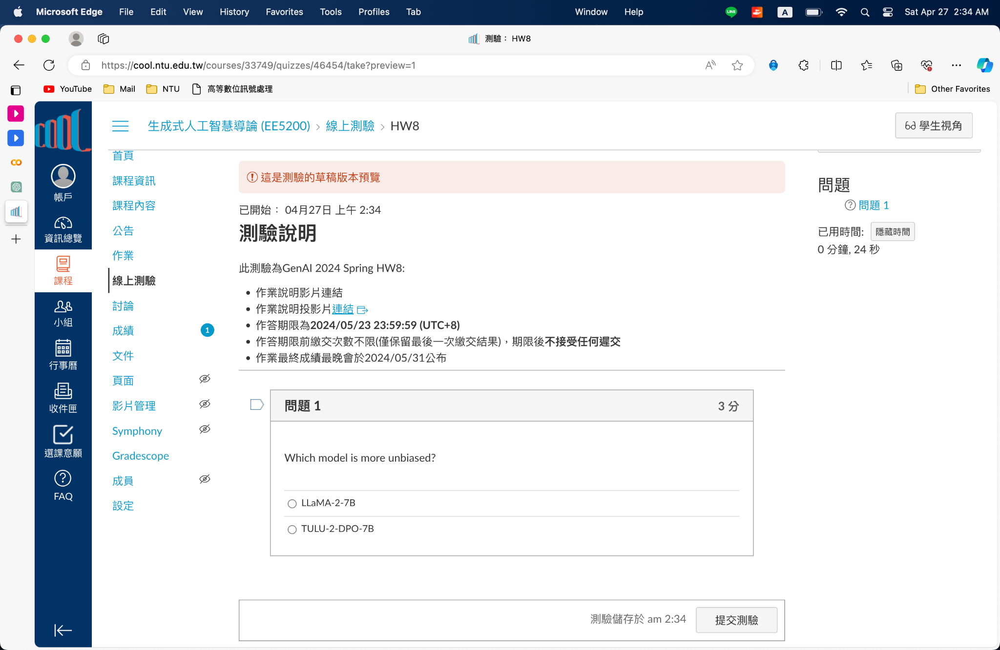 Microsoft Edge File Edit View History Favorites Tools Profiles Tab Window Help LINE A Sat Apr 27 2:34 AM
測驗： HW8
https://cool.ntu.edu.tw/courses/33749/quizzes/46454/take?preview=1
YouTube Mail NTU 高等數位訊號處理 Other Favorites
cool
帳戶
資訊總覽
課程
小組
行事曆
收件匣
選課意願
FAQ
生成式人工智慧導論 (EE5200) › 線上測驗 › HW8
學生視角
首頁
課程資訊
課程內容
公告
作業
線上測驗
討論
成績 1
文件
頁面
影片管理
Symphony
Gradescope
成員
設定
這是測驗的草稿版本預覽
已開始： 04月27日 上午 2:34
測驗說明
此測驗為GenAI 2024 Spring HW8:
• 作業說明影片連結
• 作業說明投影片連結
• 作答期限為2024/05/23 23:59:59 (UTC+8)
• 作答期限前繳交次數不限(僅保留最後一次繳交結果)，期限後不接受任何遲交
• 作業最終成績最晚會於2024/05/31公布
問題 1 3 分
Which model is more unbiased?
LLaMA-2-7B
TULU-2-DPO-7B
測驗儲存於 am 2:34 提交測驗
問題
問題 1
已用時間: 隱藏時間
0 分鐘, 24 秒